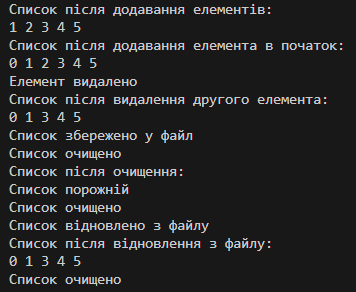 Список після додавання елементів:
1 2 3 4 5
Список після додавання елемента в початок:
0 1 2 3 4 5
Елемент видалено
Список після видалення другого елемента:
0 1 3 4 5
Список збережено у файл
Список очищено
Список після очищення:
Список порожній
Список очищено
Список відновлено з файлу
Список після відновлення з файлу:
0 1 3 4 5
Список очищено